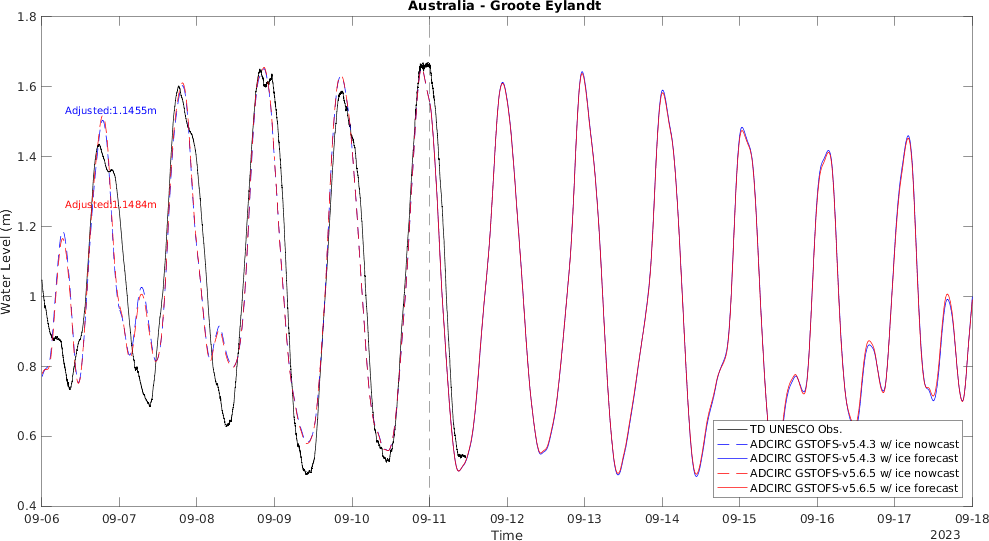 Australia - Groote Eylandt
1.8
1.6
1.4
1.2
1
0.8
0.6
0.4
Water Level (m)
Adjusted:1.1455m
Adjusted:1.1484m
TD UNESCO Obs.
ADCIRC GSTOFS-v5.4.3 w/ ice nowcast
ADCIRC GSTOFS-v5.4.3 w/ ice forecast
ADCIRC GSTOFS-v5.6.5 w/ ice nowcast
ADCIRC GSTOFS-v5.6.5 w/ ice forecast
09-06 09-07 09-08 09-09 09-10 09-11 09-12 09-13 09-14 09-15 09-16 09-17 09-18
Time
2023